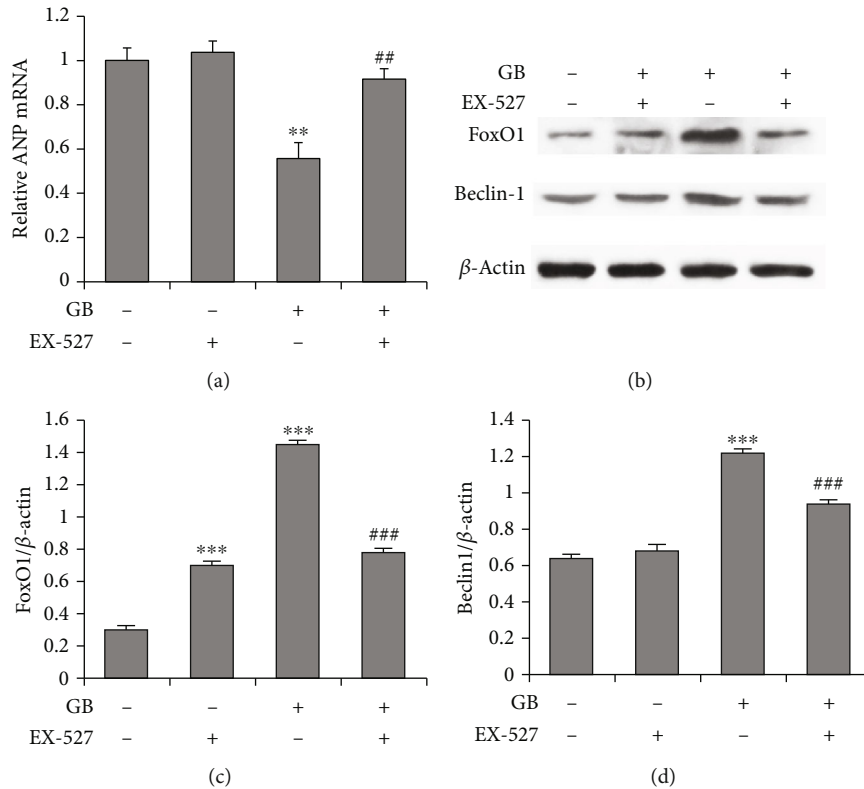 Relative ANP mRNA
1.2
1
0.8
0.6
0.4
0.2
0
**
##
GB – – + +
EX-527 – + – +
(a)
GB – + + +
EX-527 – + – +
FoxO1
Beclin-1
β-Actin
(b)
FoxO1/β-actin
1.6
1.4
1.2
1
0.8
0.6
0.4
0.2
0
***
***
###
GB – – + +
EX-527 – + – +
(c)
Beclin1/β-actin
1.4
1.2
1
0.8
0.6
0.4
0.2
0
***
###
GB – – + +
EX-527 – + – +
(d)